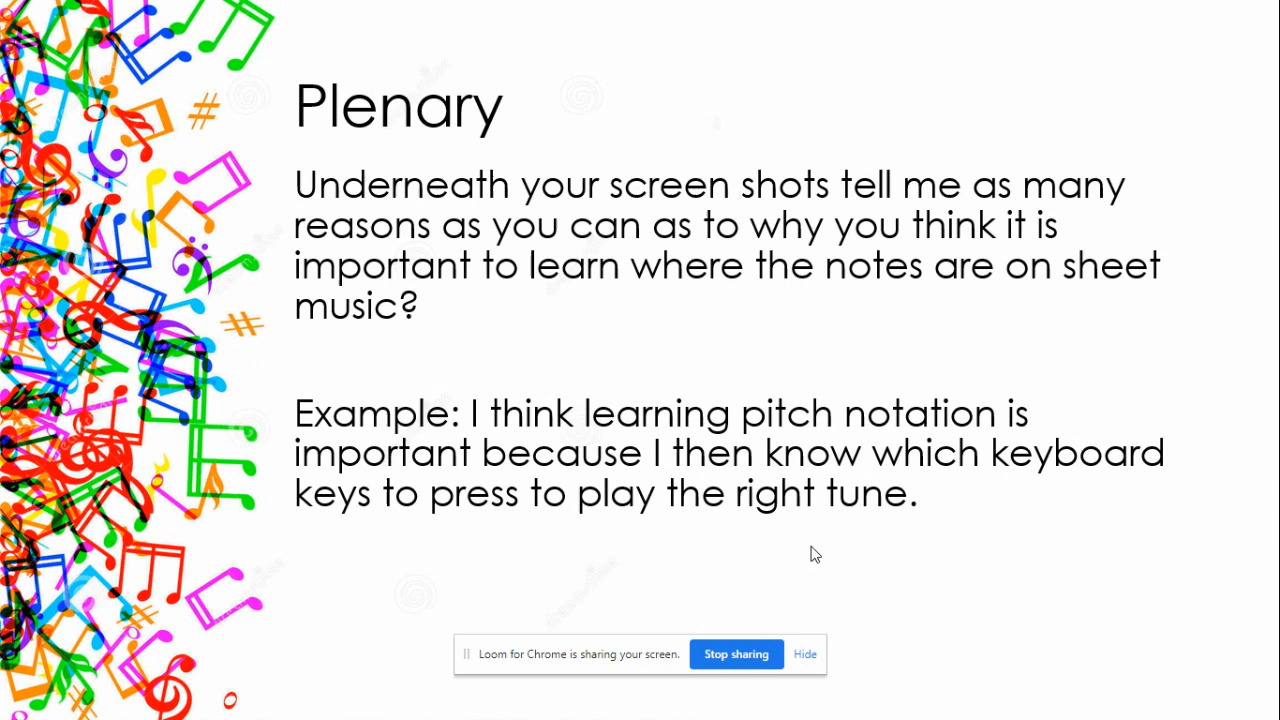 Plenary
Underneath your screen shots tell me as many
reasons as you can as to why you think it is
important to learn where the notes are on sheet
music?
Example: I think learning pitch notation is
important because I then know which keyboard
keys to press to play the right tune.
Loom for Chrome is sharing your screen. Stop sharing Hide